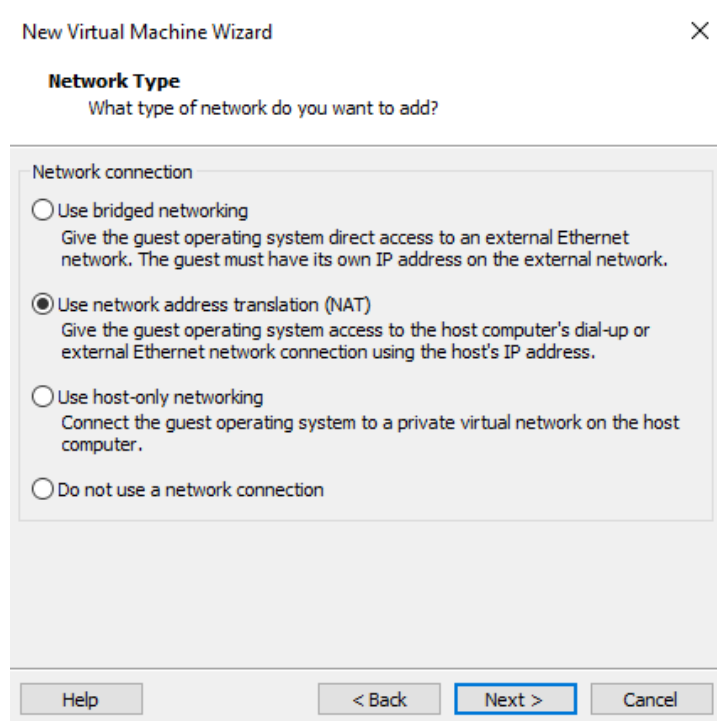 New Virtual Machine Wizard
Network Type
What type of network do you want to add?
Network connection
Use bridged networking
Give the guest operating system direct access to an external Ethernet
network. The guest must have its own IP address on the external network.
Use network address translation (NAT)
Give the guest operating system access to the host computer's dial-up or
external Ethernet network connection using the host's IP address.
Use host-only networking
Connect the guest operating system to a private virtual network on the host
computer.
Do not use a network connection
Help
< Back
Next >
Cancel